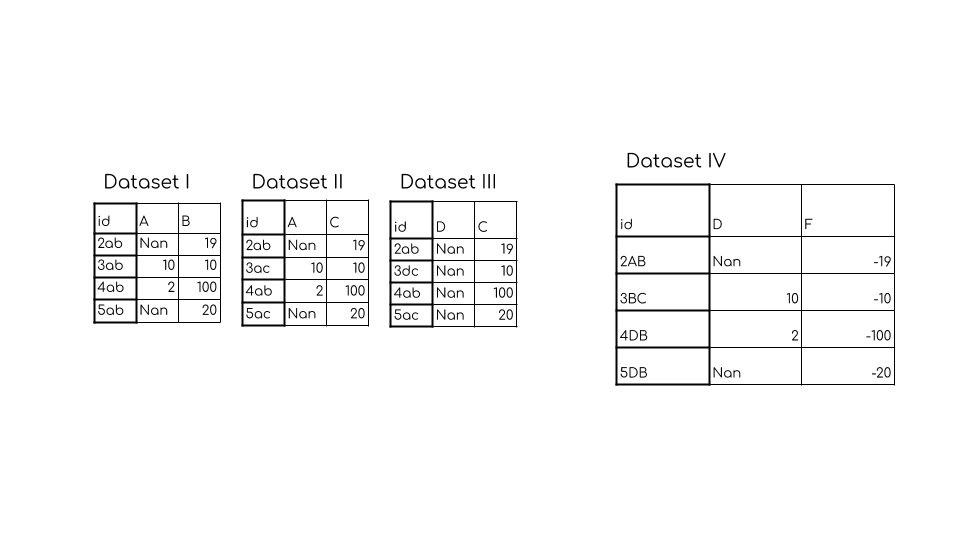 Dataset I
id A B
2ab Nan 19
3ab 10 10
4ab 2 100
5ab Nan 20
Dataset II
id A C
2ab Nan 19
3ac 10 10
4ab 2 100
5ac Nan 20
Dataset III
id D C
2ab Nan 19
3dc Nan 10
4ab Nan 100
5ac Nan 20
Dataset IV
id D F
2AB Nan -19
3BC 10 -10
4DB 2 -100
5DB Nan -20